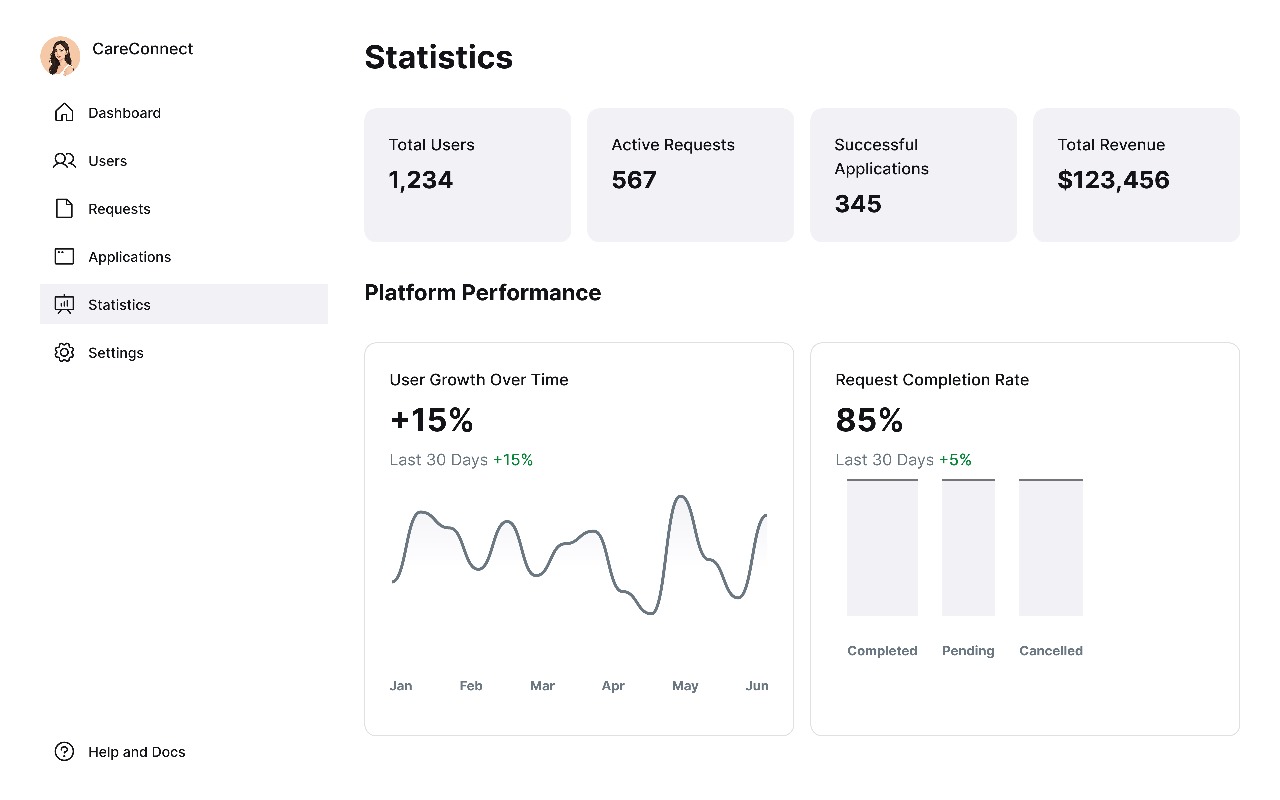 CareConnect
Dashboard
Users
Requests
Applications
Statistics
Settings
Help and Docs
Statistics
Total Users
1,234
Active Requests
567
Successful
Applications
345
Total Revenue
$123,456
Platform Performance
User Growth Over Time
+15%
Last 30 Days +15%
Jan Feb Mar Apr May Jun
Request Completion Rate
85%
Last 30 Days +5%
Completed Pending Cancelled